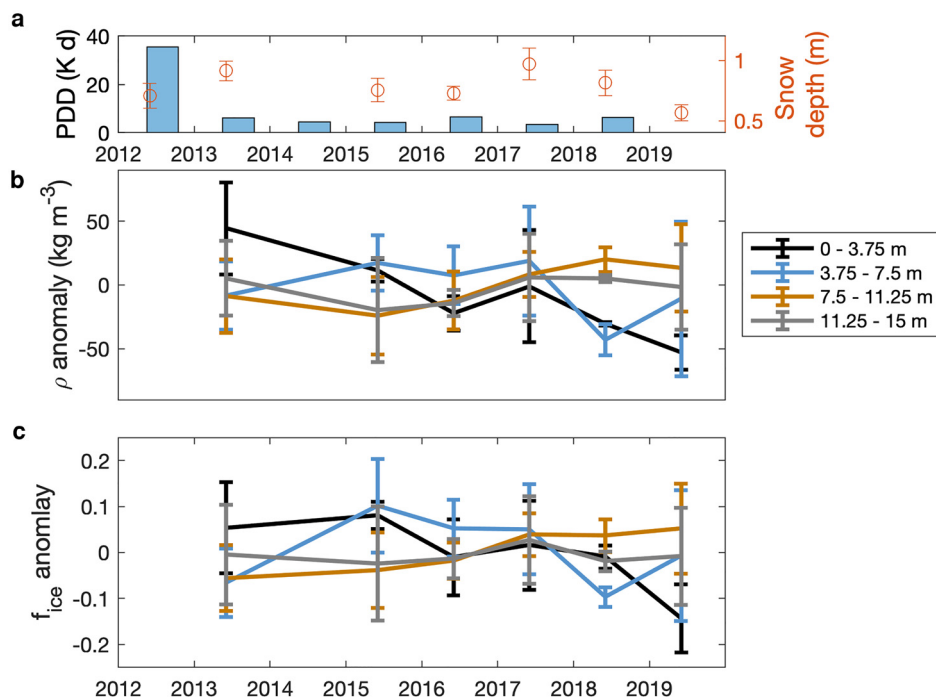 a
40
20
0
PDD (K d)
1
0.5
Snow
depth (m)
2012 2013 2014 2015 2016 2017 2018 2019
b
50
0
-50
ρ anomaly (kg m⁻³)
0 - 3.75 m
3.75 - 7.5 m
7.5 - 11.25 m
11.25 - 15 m
c
0.2
0.1
0
-0.1
-0.2
f_ice anomlay
2012 2013 2014 2015 2016 2017 2018 2019